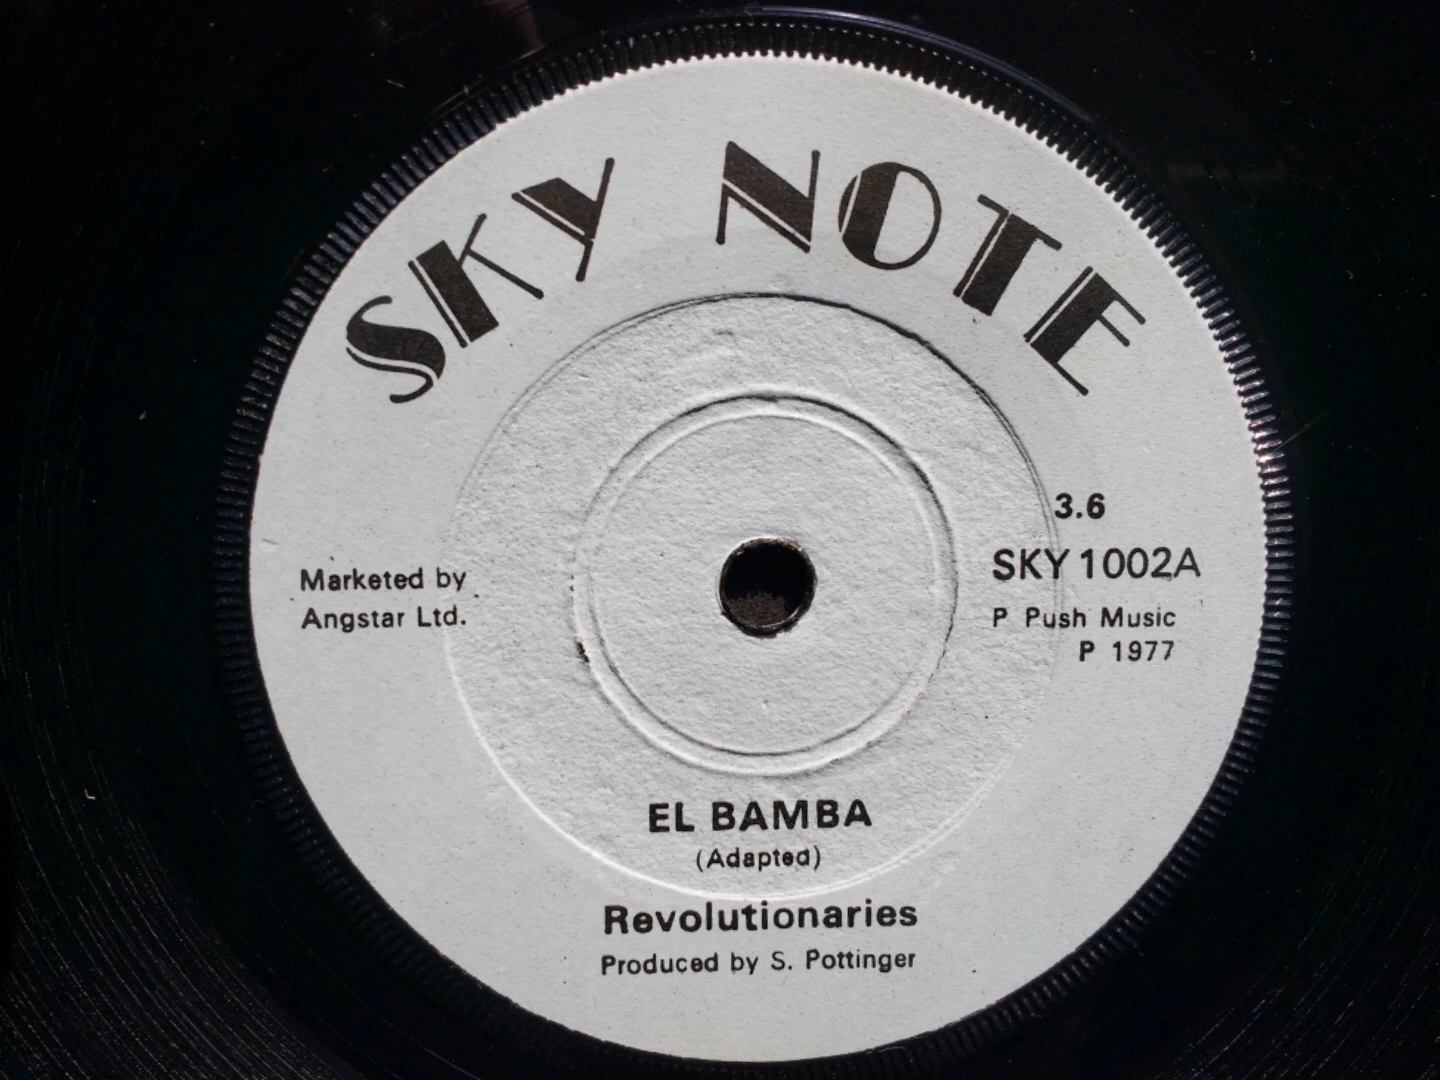 SKY NOTE
3.6
SKY 1002A
Marketed by
Angstar Ltd.
P Push Music
P 1977
EL BAMBA
(Adapted)
Revolutionaries
Produced by S. Pottinger